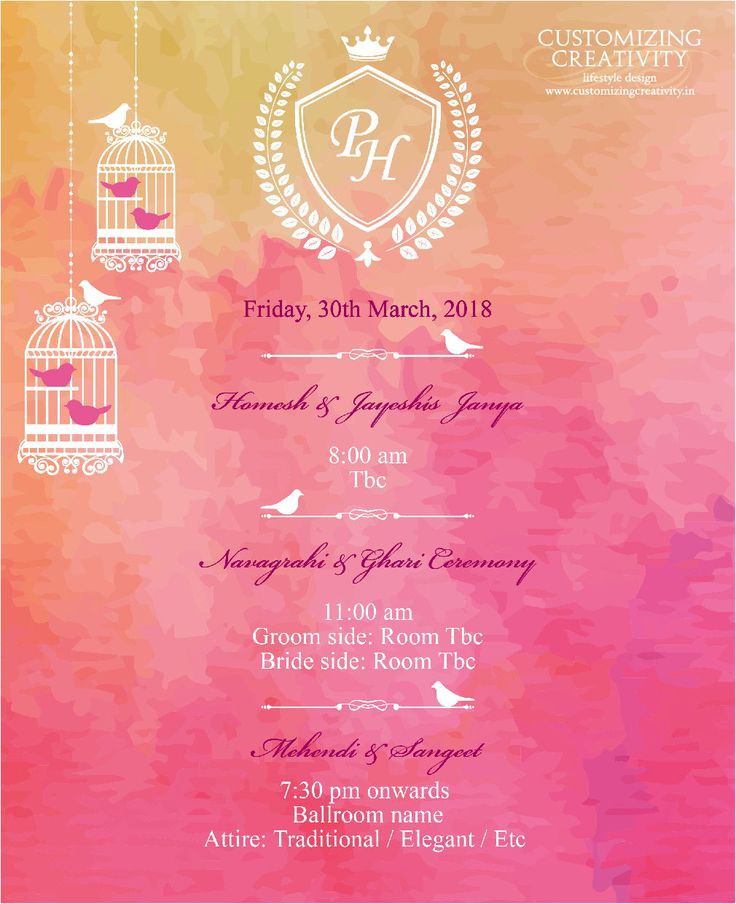 CUSTOMIZING
CREATIVITY
lifestyle design
www.customizingcreativity.in
PH
Friday, 30th March, 2018
Homesh & Jayeshis Janya
8:00 am
Tbc
Navagrahi & Ghari Ceremony
11:00 am
Groom side: Room Tbc
Bride side: Room Tbc
Mehendi & Sangeet
7:30 pm onwards
Ballroom name
Attire: Traditional / Elegant / Etc